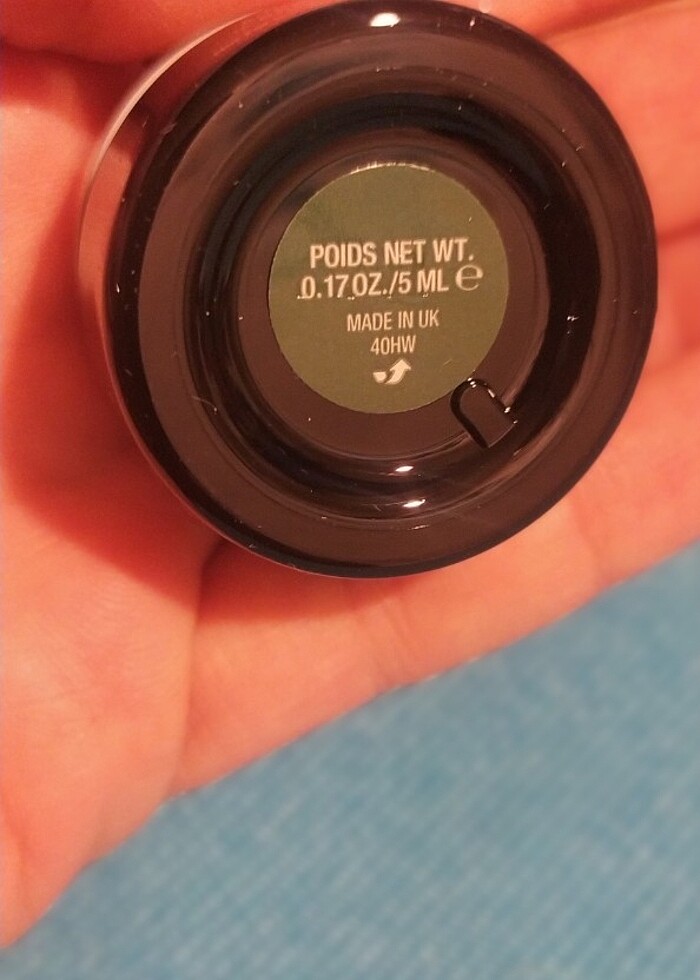 POIDS NET WT.
0.17 OZ./5 ML ℮
MADE IN UK
40HW